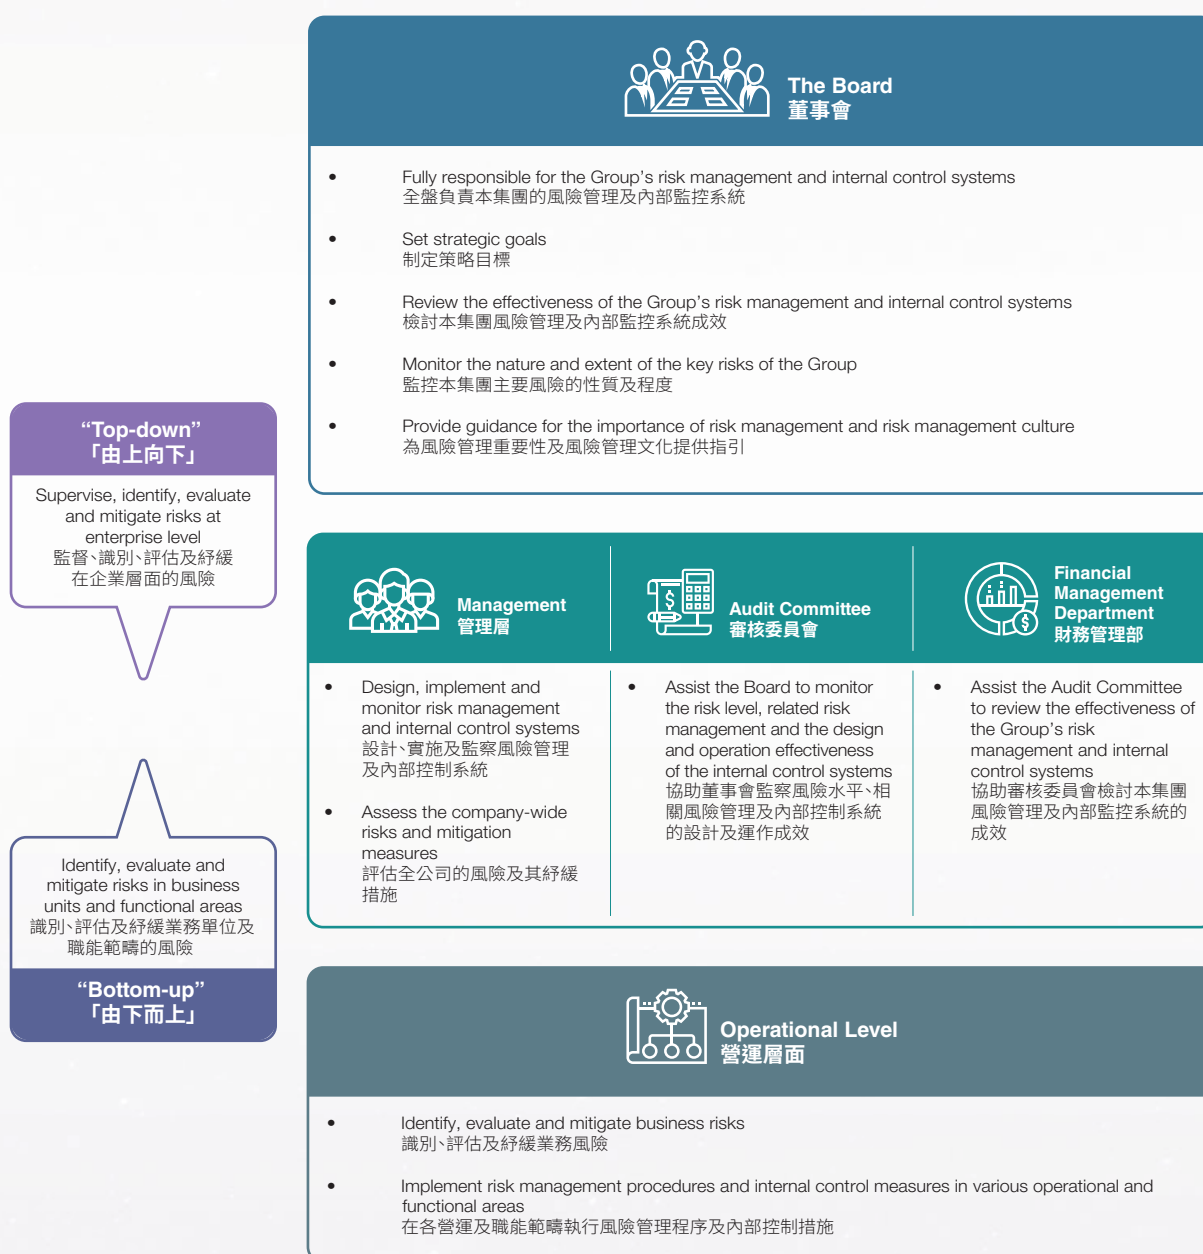 The Board
董事會
• Fully responsible for the Group’s risk management and internal control systems
全盤負責本集團的風險管理及內部監控系統
• Set strategic goals
制定策略目標
• Review the effectiveness of the Group’s risk management and internal control systems
檢討本集團風險管理及內部監控系統成效
• Monitor the nature and extent of the key risks of the Group
監控本集團主要風險的性質及程度
• Provide guidance for the importance of risk management and risk management culture
為風險管理重要性及風險管理文化提供指引
“Top-down”
「由上向下」
Supervise, identify, evaluate
and mitigate risks at
enterprise level
監督、識別、評估及紓緩
在企業層面的風險
Identify, evaluate and
mitigate risks in business
units and functional areas
識別、評估及紓緩業務單位及
職能範疇的風險
“Bottom-up”
「由下而上」
Management
管理層
• Design, implement and
monitor risk management
and internal control systems
設計、實施及監察風險管理
及內部控制系統
• Assess the company-wide
risks and mitigation
measures
評估全公司的風險及其紓緩
措施
Audit Committee
審核委員會
• Assist the Board to monitor
the risk level, related risk
management and the design
and operation effectiveness
of the internal control systems
協助董事會監察風險水平、相
關風險管理及內部控制系統
的設計及運作成效
Financial
Management
Department
財務管理部
• Assist the Audit Committee
to review the effectiveness of
the Group’s risk
management and internal
control systems
協助審核委員會檢討本集團
風險管理及內部監控系統的
成效
Operational Level
營運層面
• Identify, evaluate and mitigate business risks
識別、評估及紓緩業務風險
• Implement risk management procedures and internal control measures in various operational and
functional areas
在各營運及職能範疇執行風險管理程序及內部控制措施